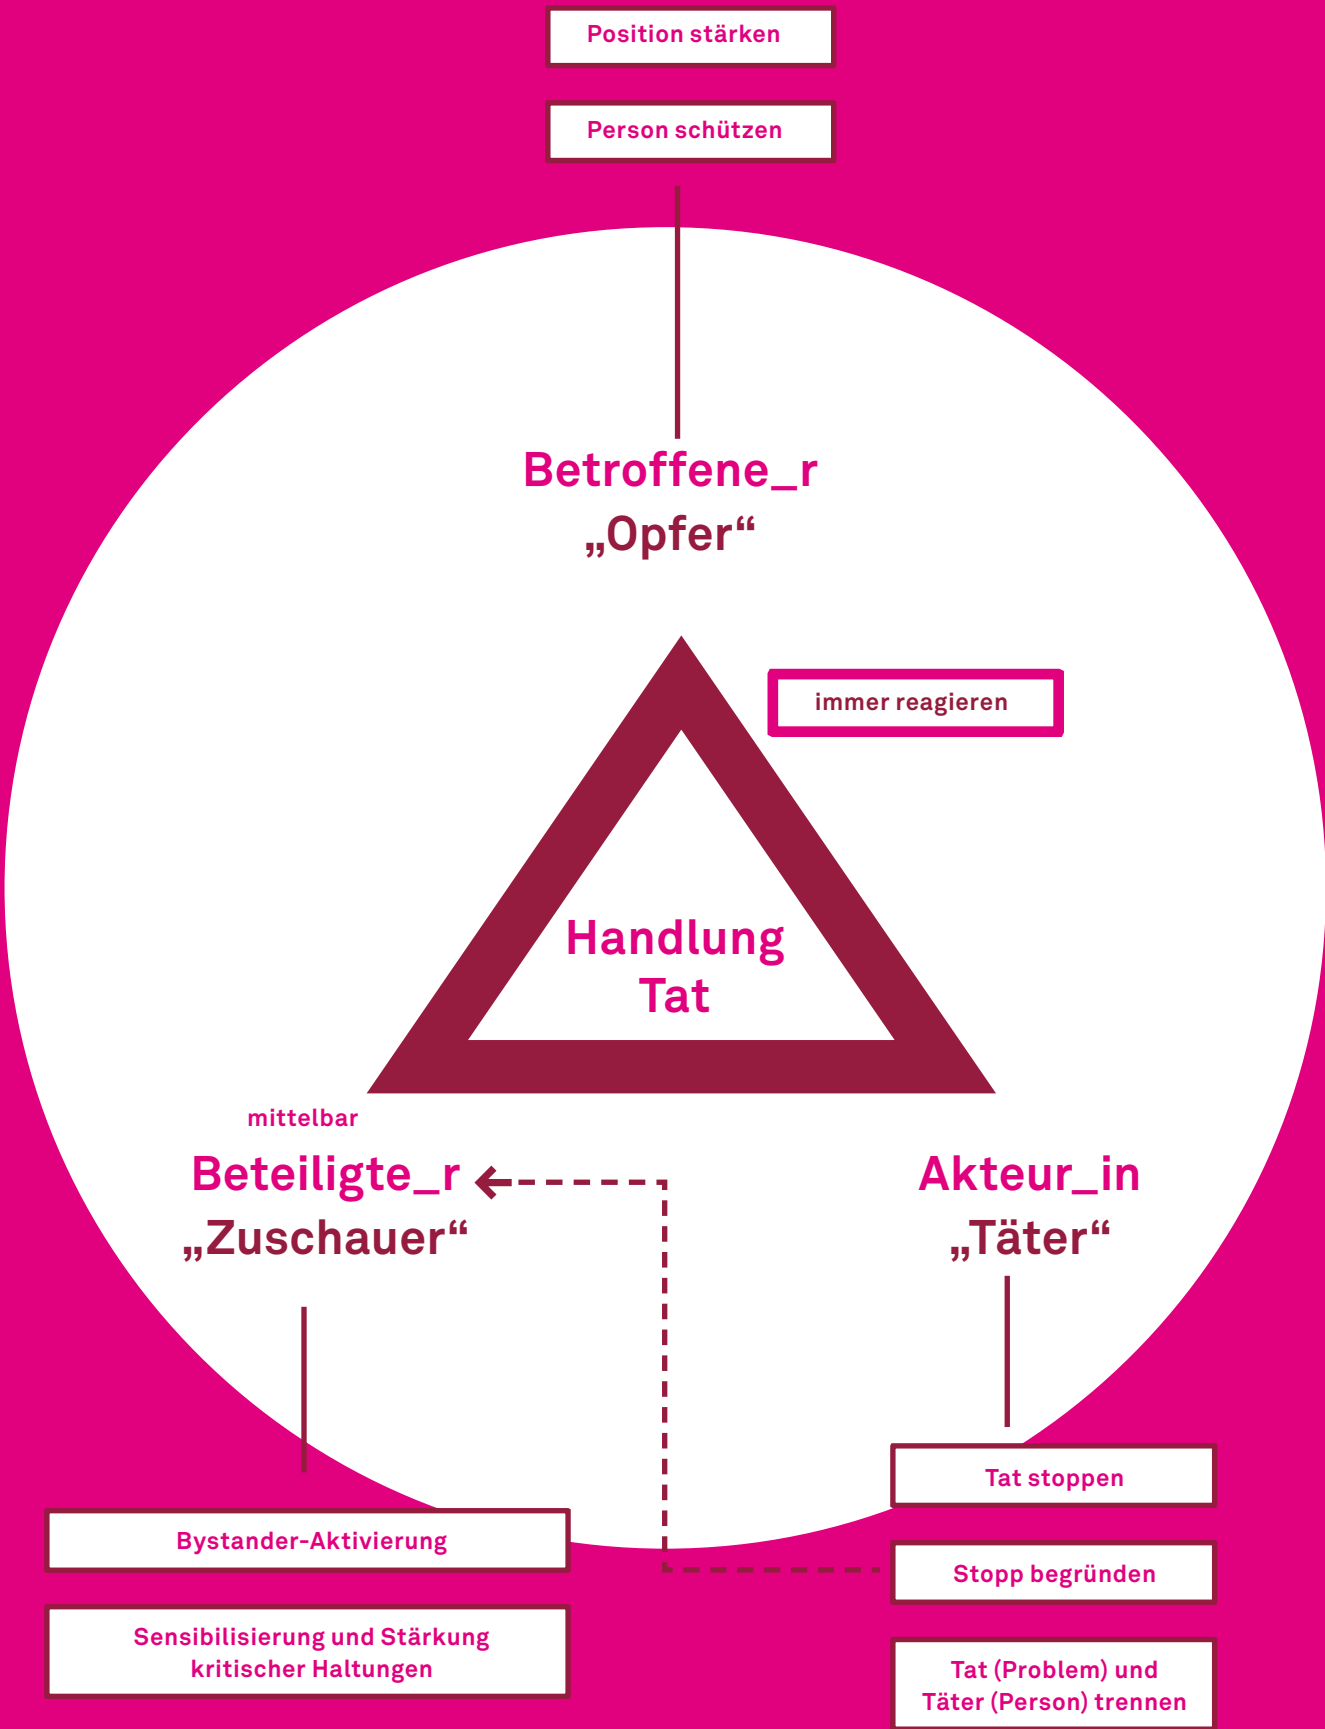 Position stärken
Person schützen
Betroffene_r
„Opfer“
immer reagieren
Handlung
Tat
mittelbar
Beteiligte_r
„Zuschauer“
Akteur_in
„Täter“
Bystander-Aktivierung
Sensibilisierung und Stärkung
kritischer Haltungen
Tat stoppen
Stopp begründen
Tat (Problem) und
Täter (Person) trennen